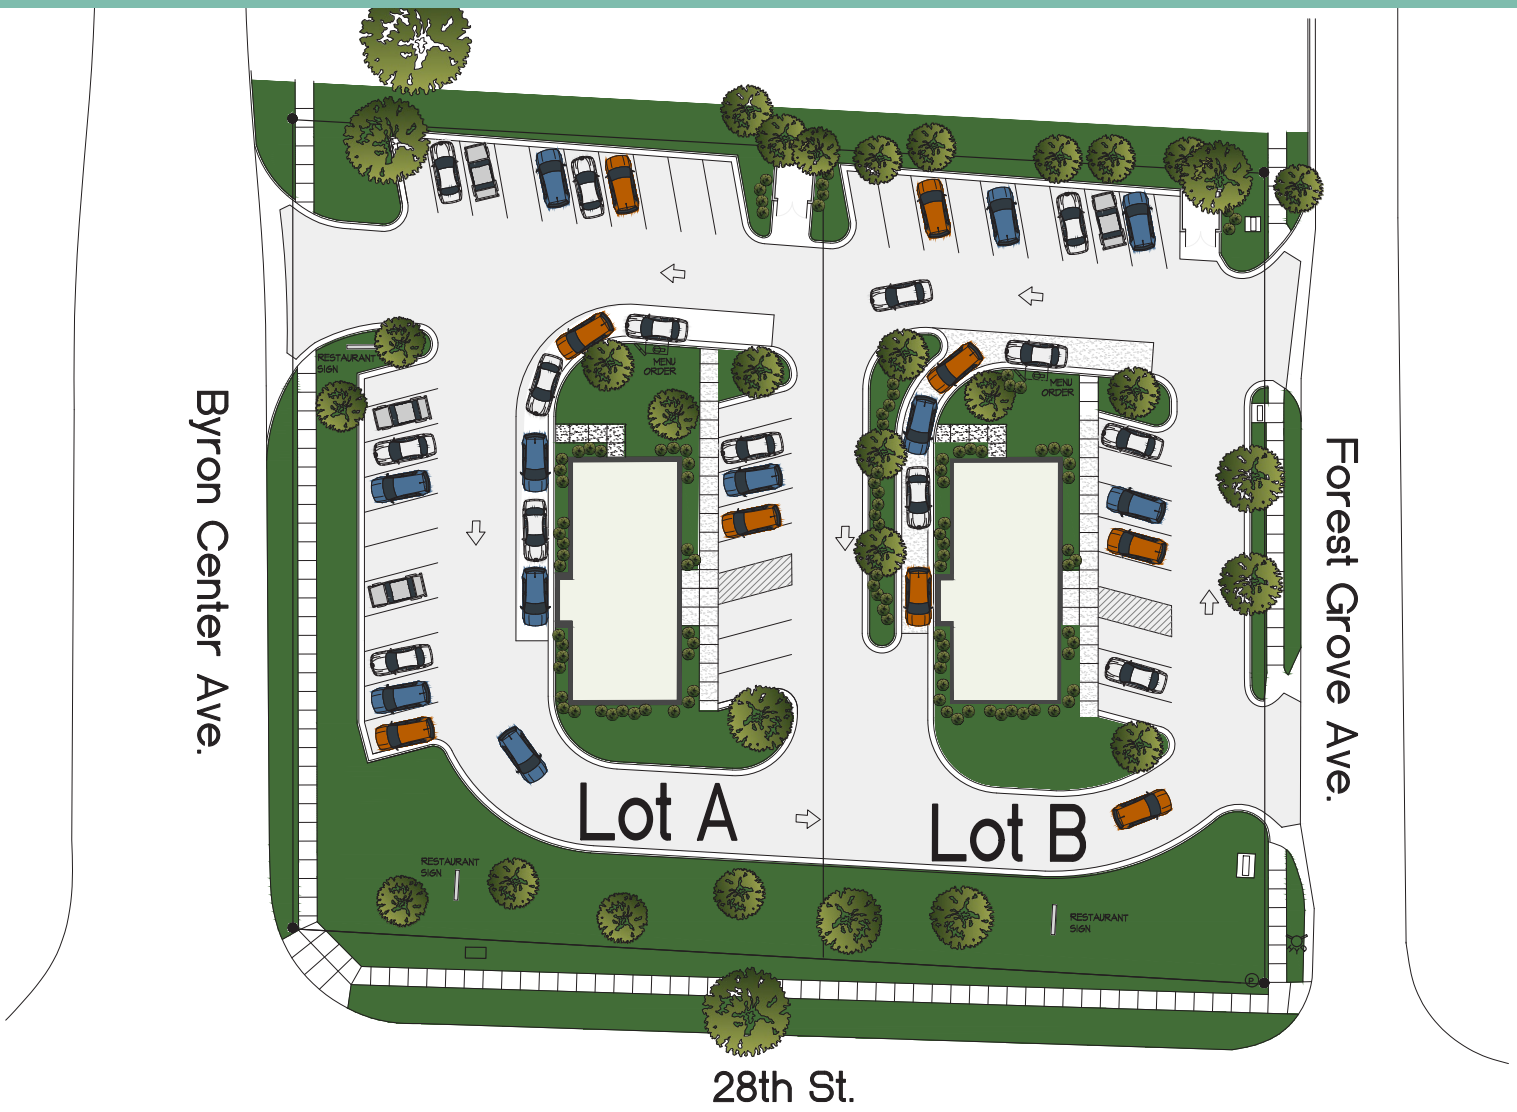 RESTAURANT
SIGN
MENU
ORDER
MENU
ORDER
Byron Center Ave.
Forest Grove Ave.
Lot A
Lot B
RESTAURANT
SIGN
RESTAURANT
SIGN
28th St.